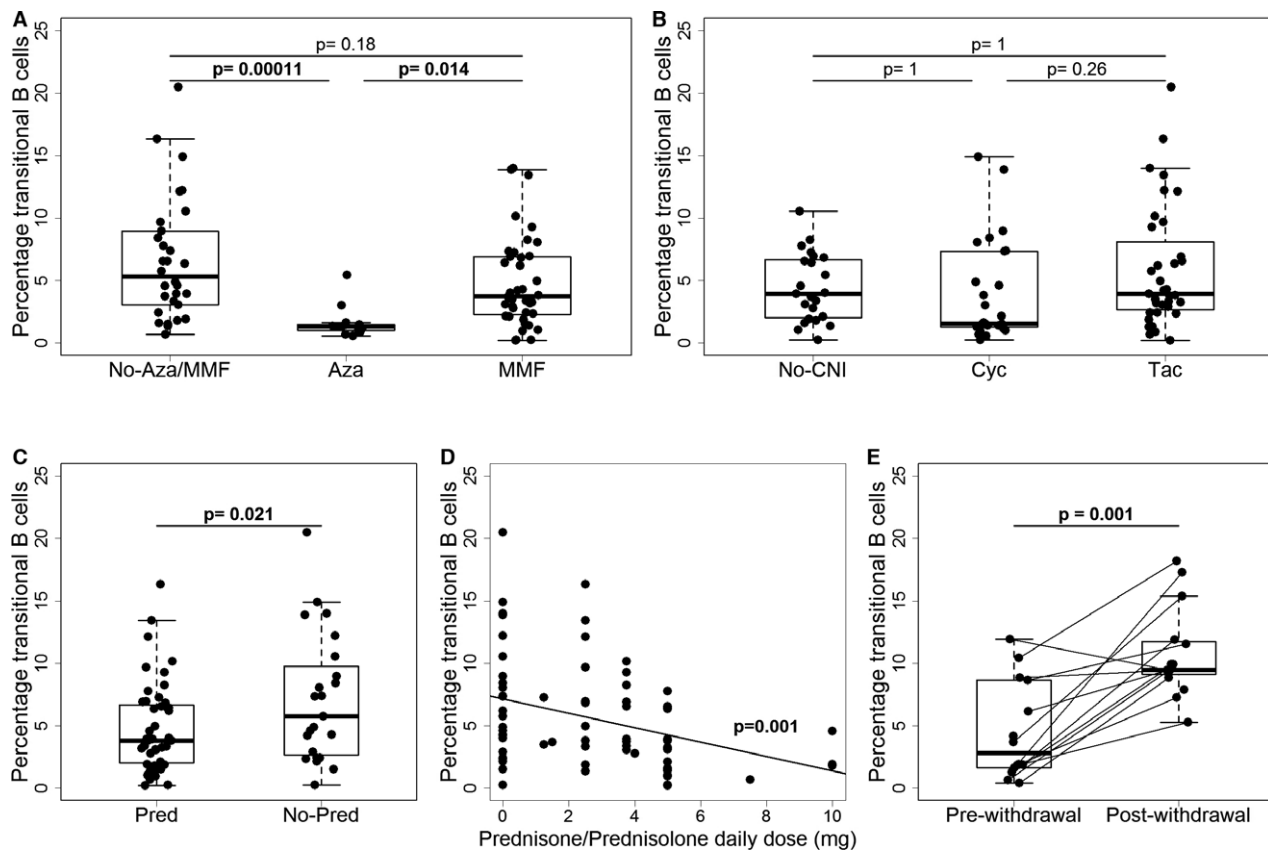 A
Percentage transitional B cells
25
20
15
10
5
0
p= 0.18
p= 0.00011
p= 0.014
No-Aza/MMF
Aza
MMF
B
Percentage transitional B cells
25
20
15
10
5
0
p= 1
p= 1
p= 0.26
No-CNI
Cyc
Tac
C
Percentage transitional B cells
25
20
15
10
5
0
p= 0.021
Pred
No-Pred
D
Percentage transitional B cells
25
20
15
10
5
0
p=0.001
0
2
4
6
8
10
Prednisone/Prednisolone daily dose (mg)
E
Percentage transitional B cells
25
20
15
10
5
0
p = 0.001
Pre-withdrawal
Post-withdrawal